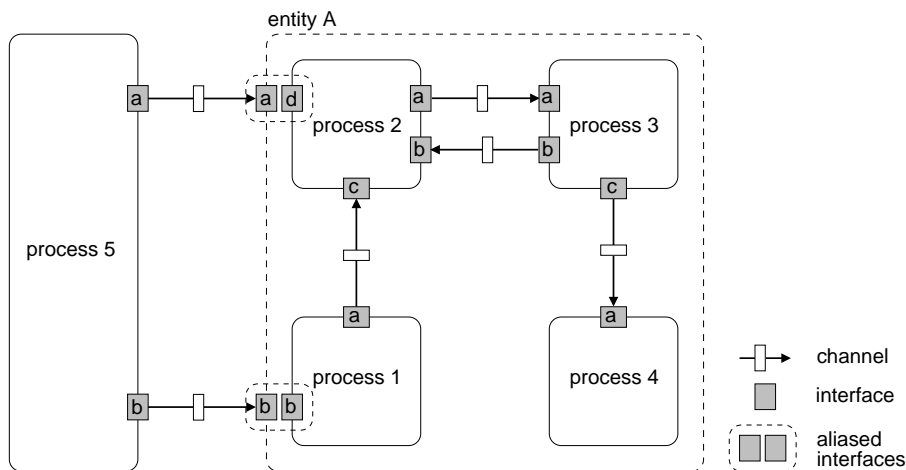 entity A
a
a
d
a
a
process 2
process 3
b
b
c
c
process 5
a
a
process 1
process 4
channel
b
b
b
interface
aliased
interfaces